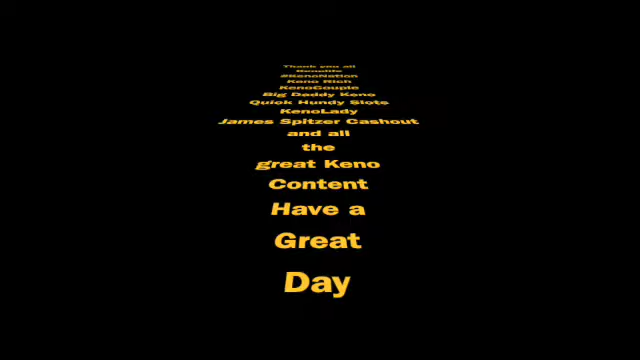 Thank you all
Kenolife
#KenoNation
Keno Rich
KenoCouple
Big Daddy Keno
Quick Hundy Slots
KenoLady
James Spitzer Cashout
and all
the
great Keno
Content
Have a
Great
Day